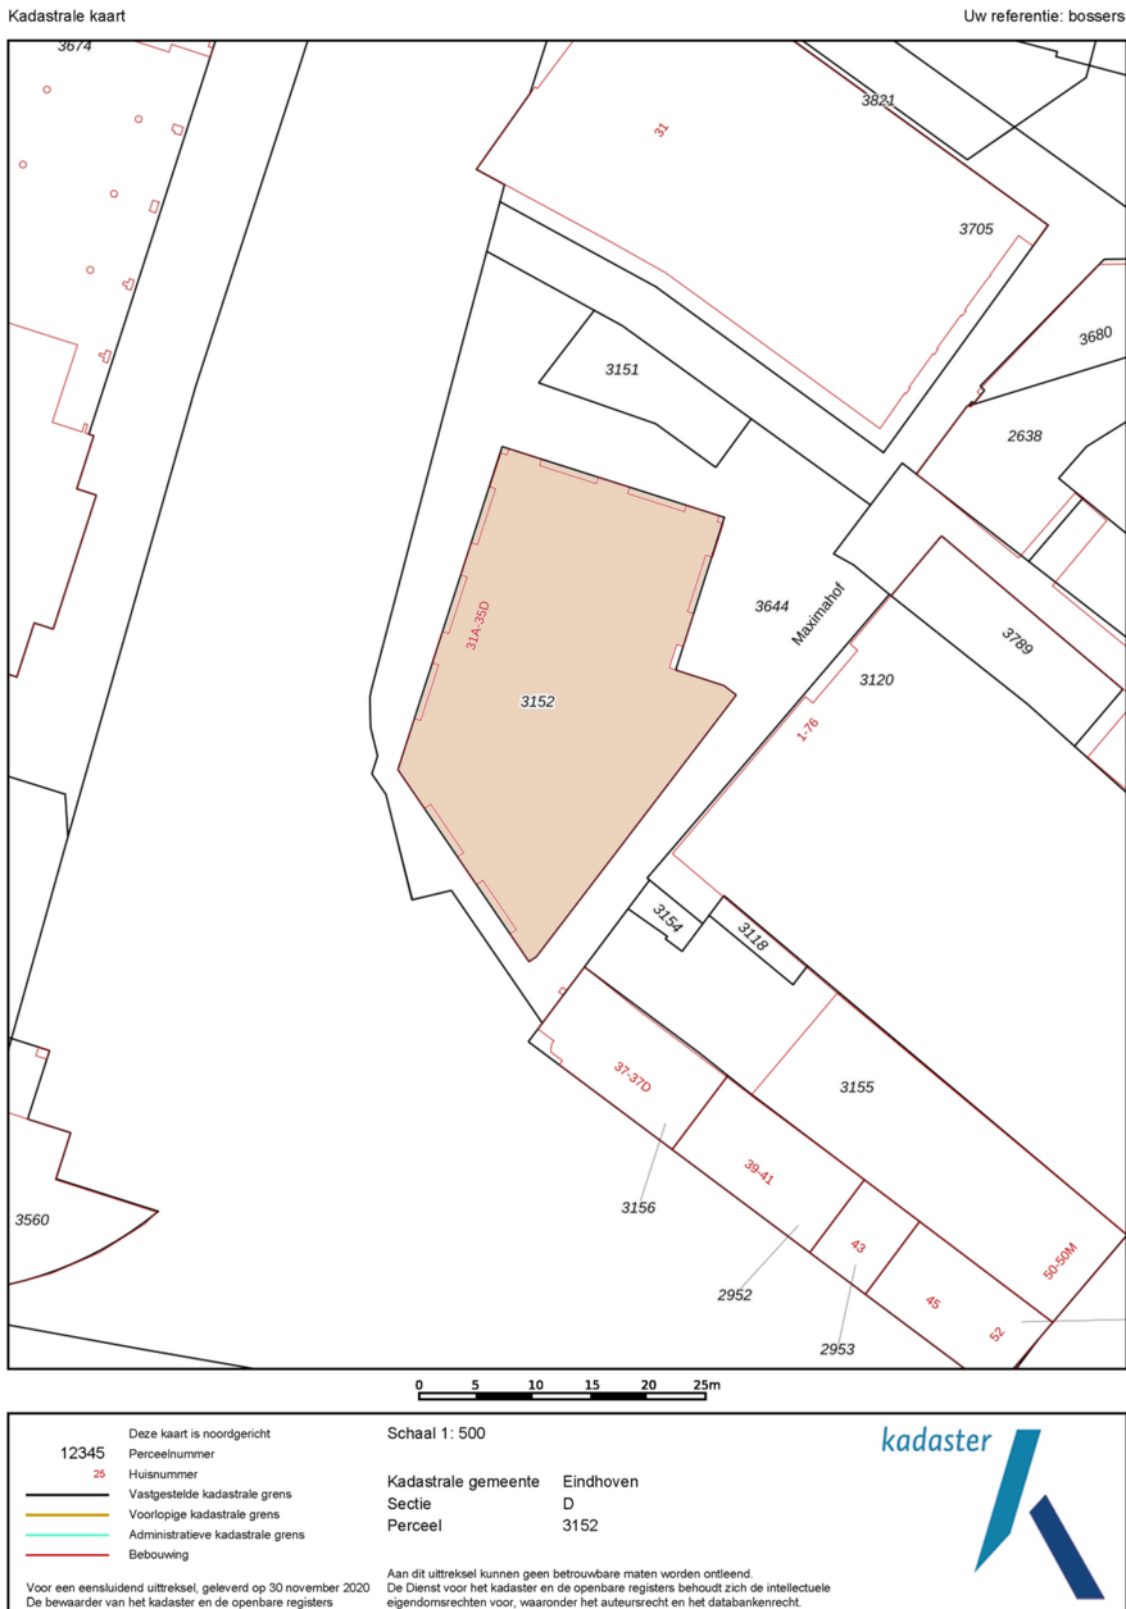 Kadastrale kaart
Uw referentie: bossers
3674
3821
31
3705
3680
3151
2638
31A-35D
3644
Maximahof
3789
3152
3120
1-76
3154
3118
37-37D
3155
3156
39-41
3560
43
50-50M
2952
45
52
2953
0 5 10 15 20 25m
Deze kaart is noordgericht
12345 Perceelnummer
25 Huisnummer
Vastgestelde kadastrale grens
Voorlopige kadastrale grens
Administratieve kadastrale grens
Bebouwing
Voor een eensluidend uittreksel, geleverd op 30 november 2020
De bewaarder van het kadaster en de openbare registers
Schaal 1: 500
Kadastrale gemeente Eindhoven
Sectie D
Perceel 3152
Aan dit uittreksel kunnen geen betrouwbare maten worden ontleend.
De Dienst voor het kadaster en de openbare registers behoudt zich de intellectuele
eigendomsrechten voor, waaronder het auteursrecht en het databankenrecht.
kadaster